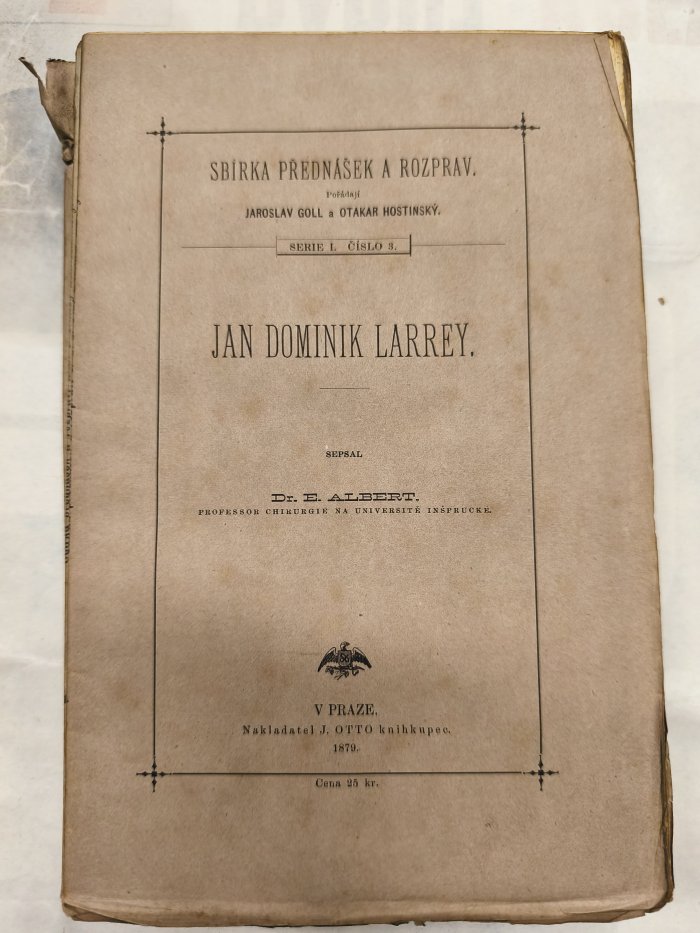 SBÍRKA PŘEDNÁŠEK A ROZPRAV.
Pořádají
JAROSLAV GOLL a OTAKAR HOSTINSKÝ.
SERIE I. ČÍSLO 3.
JAN DOMINIK LARREY.
SEPSAL
Dr. E. ALBERT,
PROFESSOR CHIRURGIE NA UNIVERSITĚ INŠPRUCKÉ.
V PRAZE.
Nakladatel J. OTTO knihkupec.
1879.
Cena 25 kr.